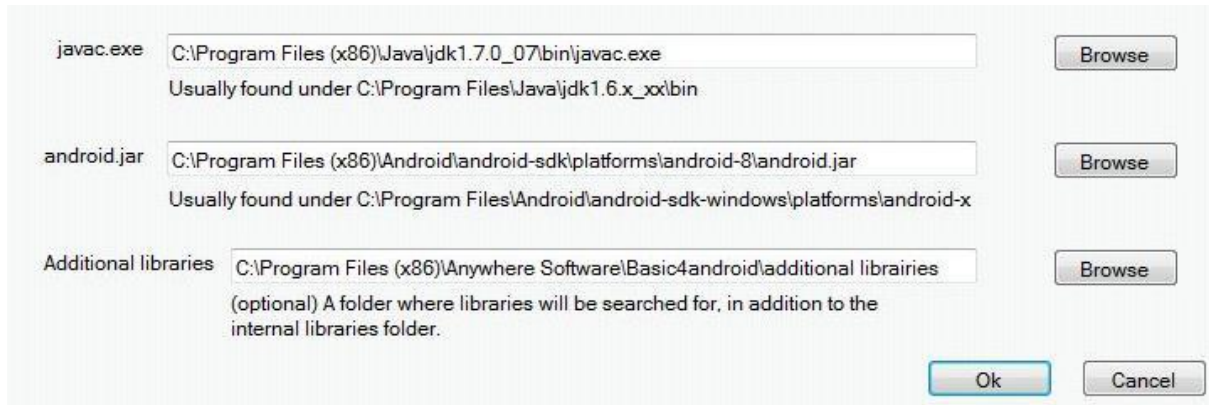 javac.exe C:\Program Files (x86)\Java\jdk1.7.0_07\bin\javac.exe Browse
Usually found under C:\Program Files\Java\jdk1.6.x_xx\bin
android.jar C:\Program Files (x86)\Android\android-sdk\platforms\android-8\android.jar Browse
Usually found under C:\Program Files\Android\android-sdk-windows\platforms\android-x
Additional libraries C:\Program Files (x86)\Anywhere Software\Basic4android\additional librairies Browse
(optional) A folder where libraries will be searched for, in addition to the
internal libraries folder.
Ok Cancel